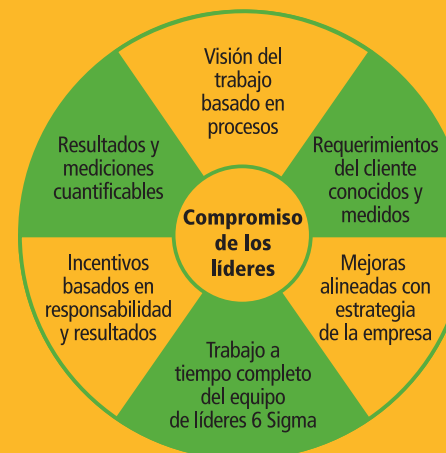 Visión del
trabajo
basado en
procesos
Resultados y
mediciones
cuantificables
Requerimientos
del cliente
conocidos y
medidos
Compromiso
de los
líderes
Incentivos
basados en
responsabilidad
y resultados
Mejoras
alineadas con
estrategia
de la empresa
Trabajo a
tiempo completo
del equipo
de líderes 6 Sigma